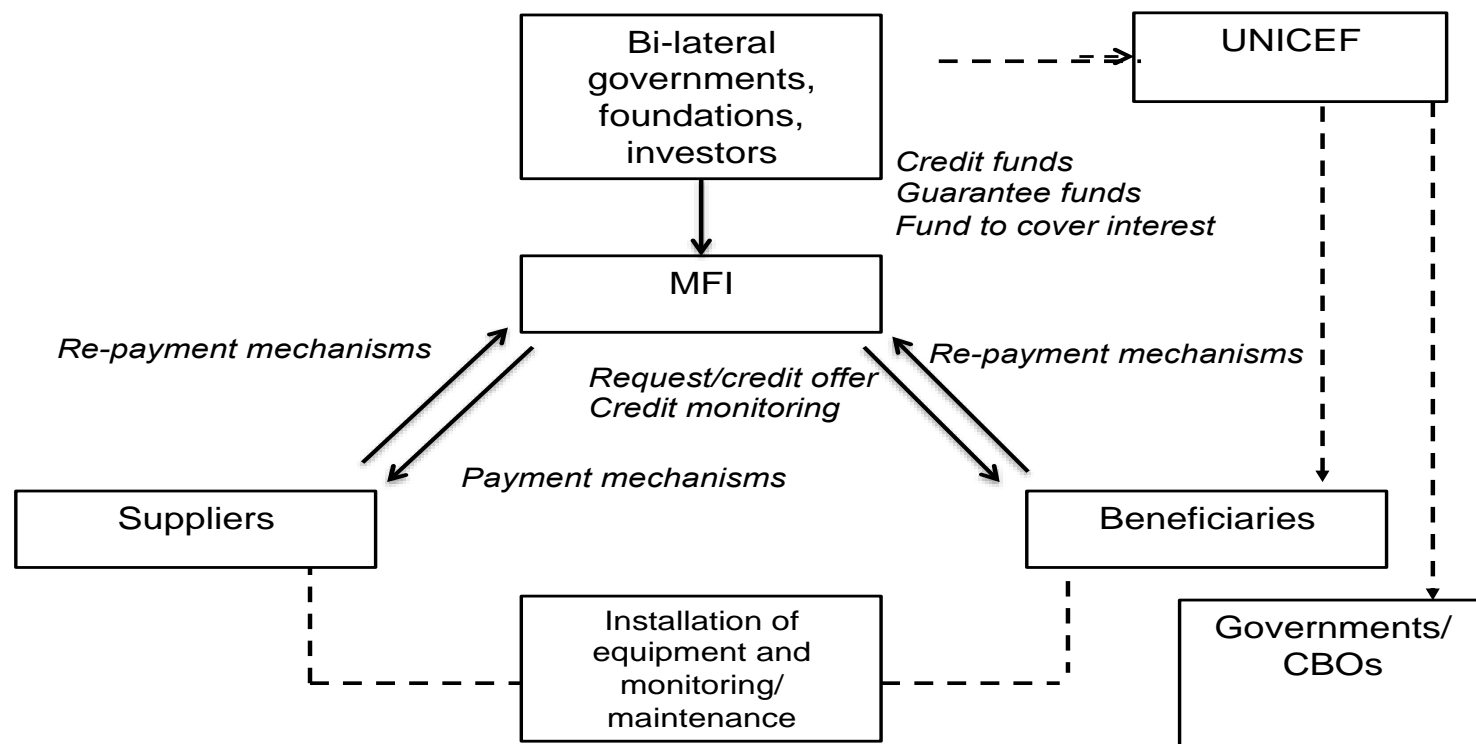 Bi-lateral
governments,
foundations,
investors
UNICEF
Credit funds
Guarantee funds
Fund to cover interest
MFI
Re-payment mechanisms
Request/credit offer
Credit monitoring
Re-payment mechanisms
Payment mechanisms
Suppliers
Beneficiaries
Installation of
equipment and
monitoring/
maintenance
Governments/
CBOs